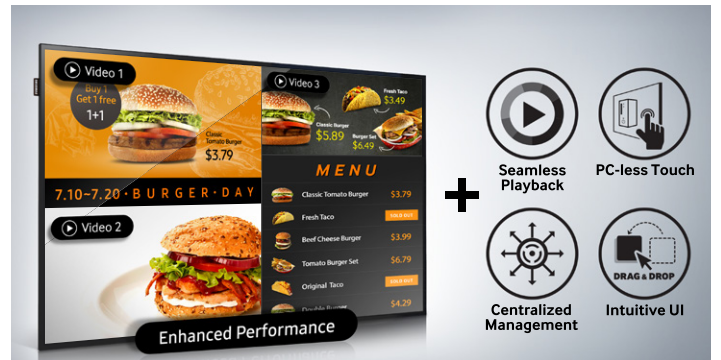 Video 1
Buy 1
Get 1 free
1+1
Classic
Tomato Burger
$3.79
7.10~7.20·BURGER·DAY
Video 2
Video 3
Fresh Taco
$3.49
Classic Burger
$5.89
Burger Set
$6.49
MENU
Classic Tomato Burger $3.79
Fresh Taco SOLD OUT
Beef Cheese Burger $3.99
Tomato Burger Set $6.79
Original Taco SOLD OUT
Double Burger $4.29
Enhanced Performance
+
Seamless
Playback
PC-less Touch
Centralized
Management
DRAG & DROP
Intuitive UI